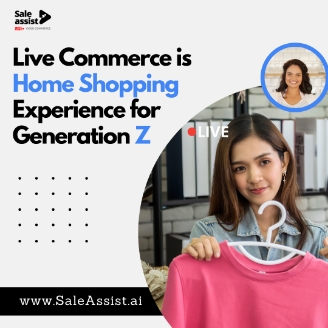 Sale
assist
Live Commerce is
Home Shopping
Experience for
Generation Z
LIVE
www.SaleAssist.ai